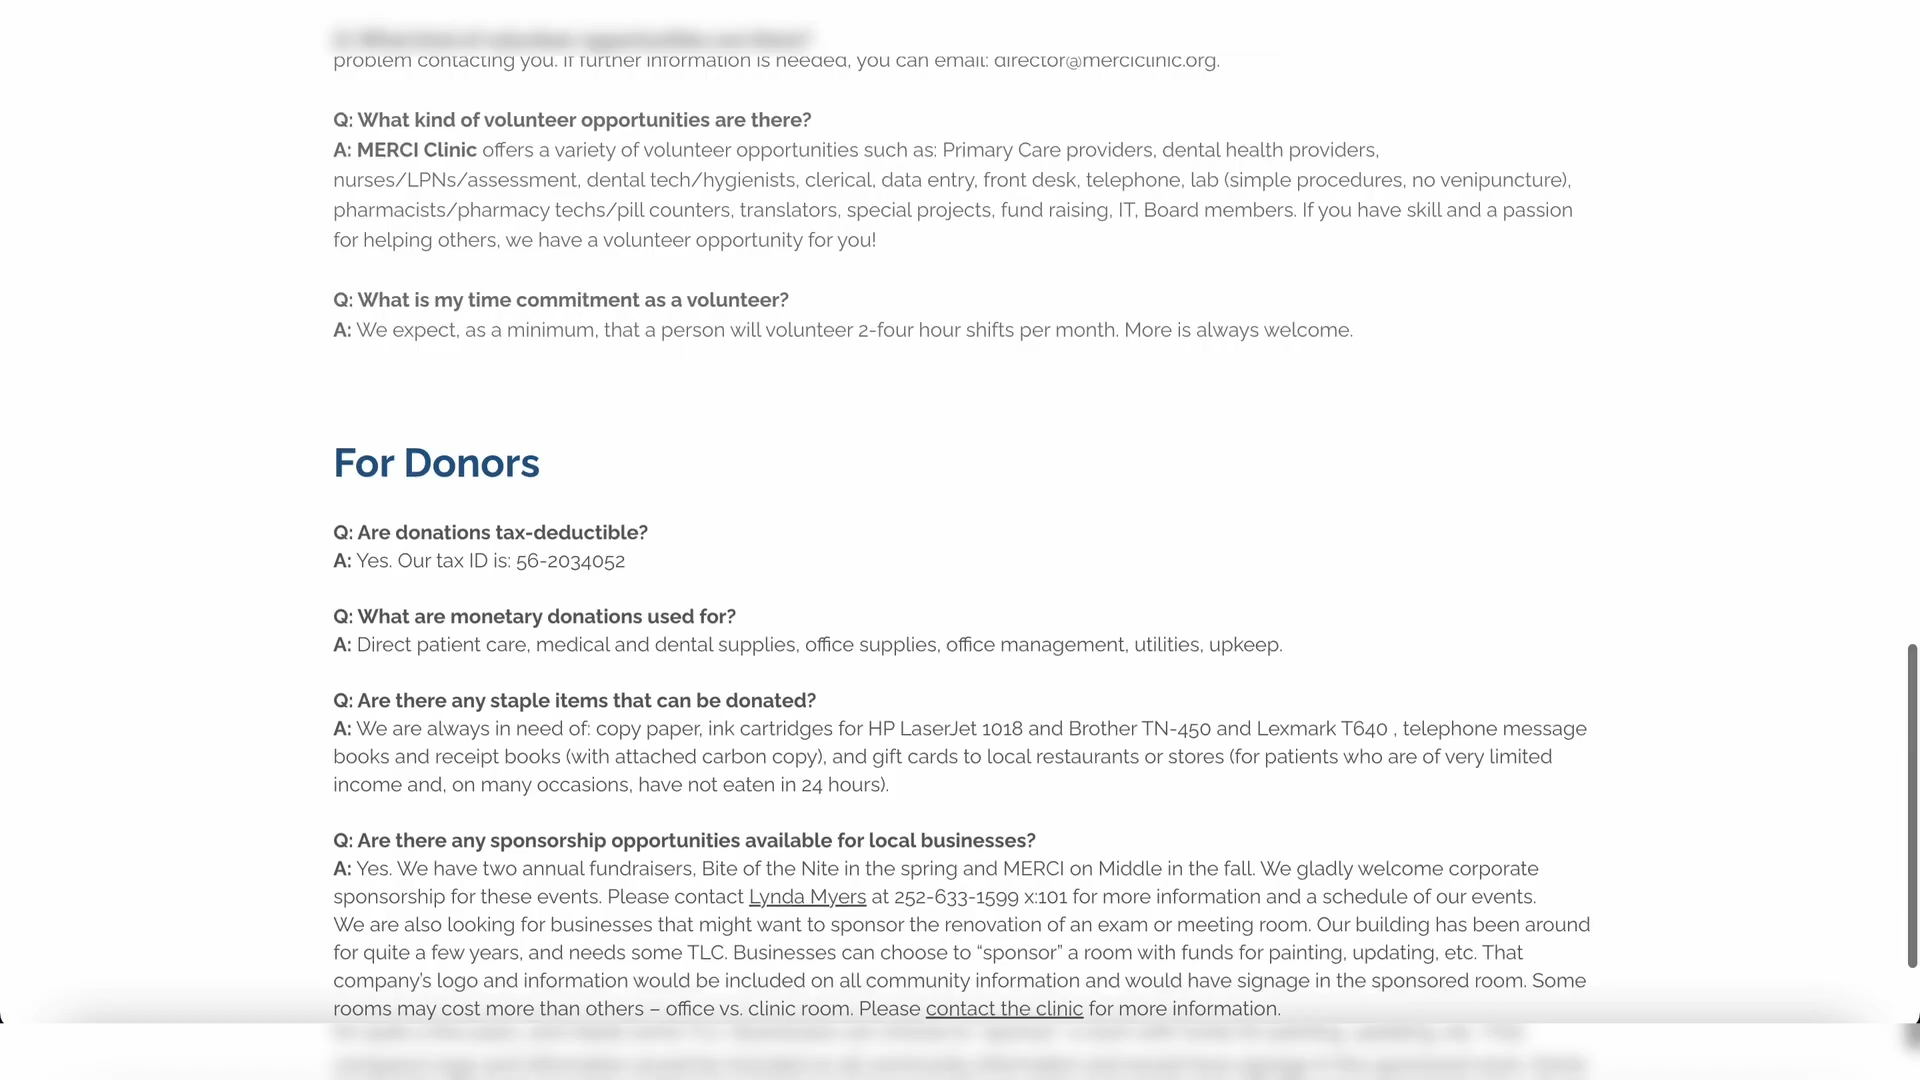 problem contacting you. If further information is needed, you can email: director@merciclinic.org.
Q: What kind of volunteer opportunities are there?
A: MERCI Clinic offers a variety of volunteer opportunities such as: Primary Care providers, dental health providers,
nurses/LPNs/assessment, dental tech/hygienists, clerical, data entry, front desk, telephone, lab (simple procedures, no venipuncture),
pharmacists/pharmacy techs/pill counters, translators, special projects, fund raising, IT, Board members. If you have skill and a passion
for helping others, we have a volunteer opportunity for you!
Q: What is my time commitment as a volunteer?
A: We expect, as a minimum, that a person will volunteer 2-four hour shifts per month. More is always welcome.
For Donors
Q: Are donations tax-deductible?
A: Yes. Our tax ID is: 56-2034052
Q: What are monetary donations used for?
A: Direct patient care, medical and dental supplies, office supplies, office management, utilities, upkeep.
Q: Are there any staple items that can be donated?
A: We are always in need of: copy paper, ink cartridges for HP LaserJet 1018 and Brother TN-450 and Lexmark T640 , telephone message
books and receipt books (with attached carbon copy), and gift cards to local restaurants or stores (for patients who are of very limited
income and, on many occasions, have not eaten in 24 hours).
Q: Are there any sponsorship opportunities available for local businesses?
A: Yes. We have two annual fundraisers, Bite of the Nite in the spring and MERCI on Middle in the fall. We gladly welcome corporate
sponsorship for these events. Please contact Lynda Myers at 252-633-1599 x:101 for more information and a schedule of our events.
We are also looking for businesses that might want to sponsor the renovation of an exam or meeting room. Our building has been around
for quite a few years, and needs some TLC. Businesses can choose to “sponsor” a room with funds for painting, updating, etc. That
company’s logo and information would be included on all community information and would have signage in the sponsored room. Some
rooms may cost more than others – office vs. clinic room. Please contact the clinic for more information.